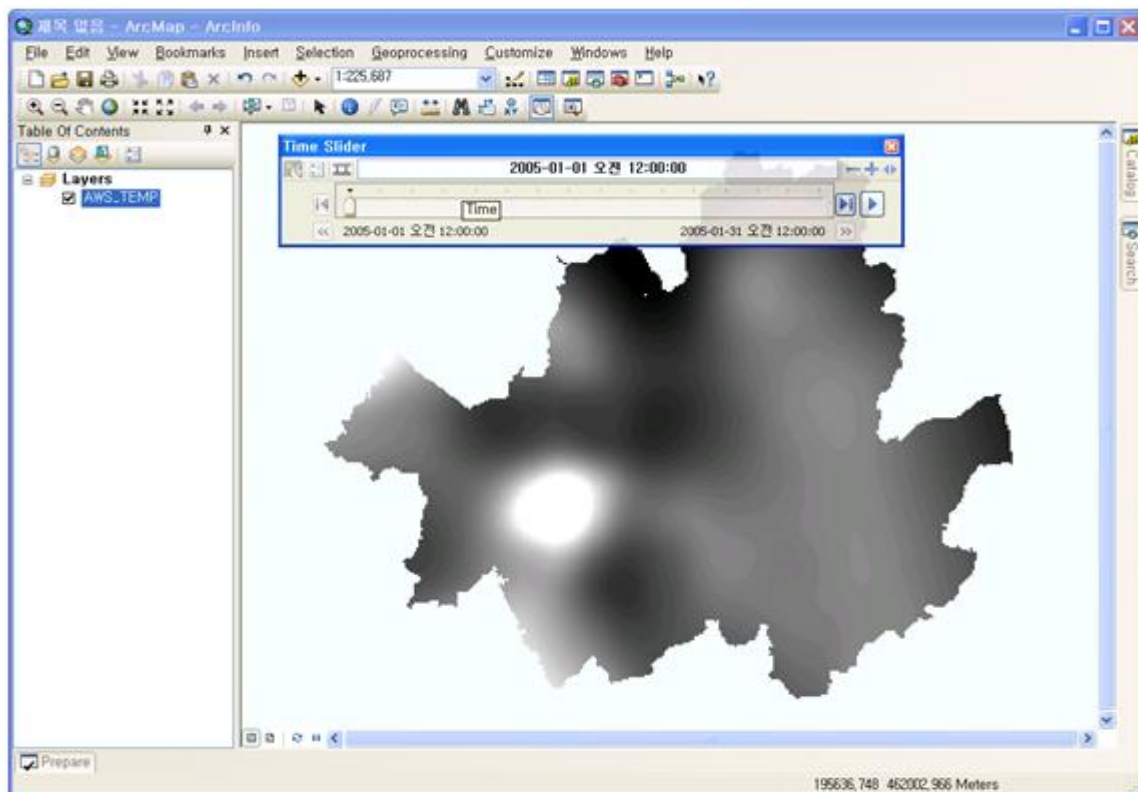 제목 없음 - ArcMap - ArcInfo
File Edit View Bookmarks Insert Selection Geoprocessing Customize Windows Help
1:225,687
Table Of Contents
Layers
AWS_TEMP
Time Slider
2005-01-01 오전 12:00:00
Time
2005-01-01 오전 12:00:00
2005-01-31 오전 12:00:00
Catalog
Search
Prepare
195636,748 462002,966 Meters